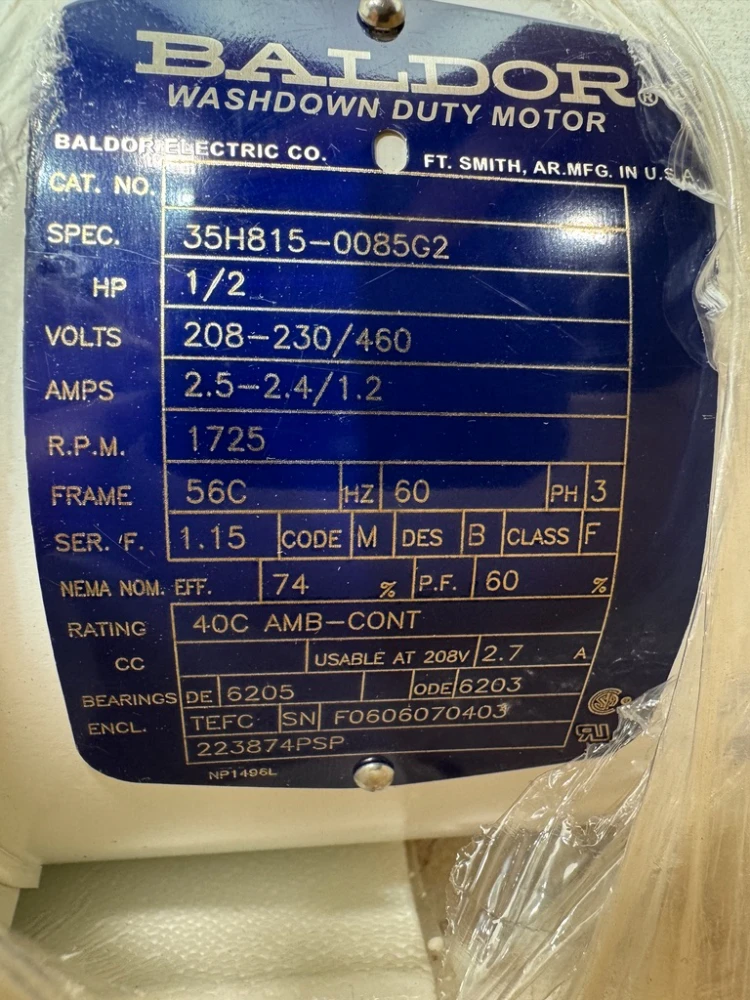 BALDOR®
WASHDOWN DUTY MOTOR
BALDOR ELECTRIC CO. FT. SMITH, AR. MFG. IN U.S.A.
CAT. NO.
SPEC. 35H815-0085G2
HP 1/2
VOLTS 208-230/460
AMPS 2.5-2.4/1.2
R.P.M. 1725
FRAME 56C HZ 60 PH 3
SER. F. 1.15 CODE M DES B CLASS F
NEMA NOM. EFF. 74 % P.F. 60 %
RATING 40C AMB-CONT
CC USABLE AT 208V 2.7 A
BEARINGS DE 6205 ODE 6203
ENCL. TEFC SN F0606070403
223874PSP
NP1496L